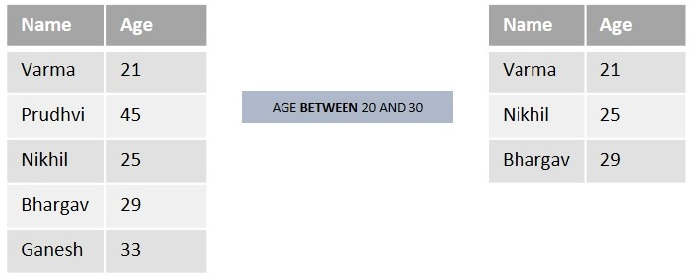 Name Age
Varma 21
Prudhvi 45
Nikhil 25
Bhargav 29
Ganesh 33
AGE BETWEEN 20 AND 30
Name Age
Varma 21
Nikhil 25
Bhargav 29